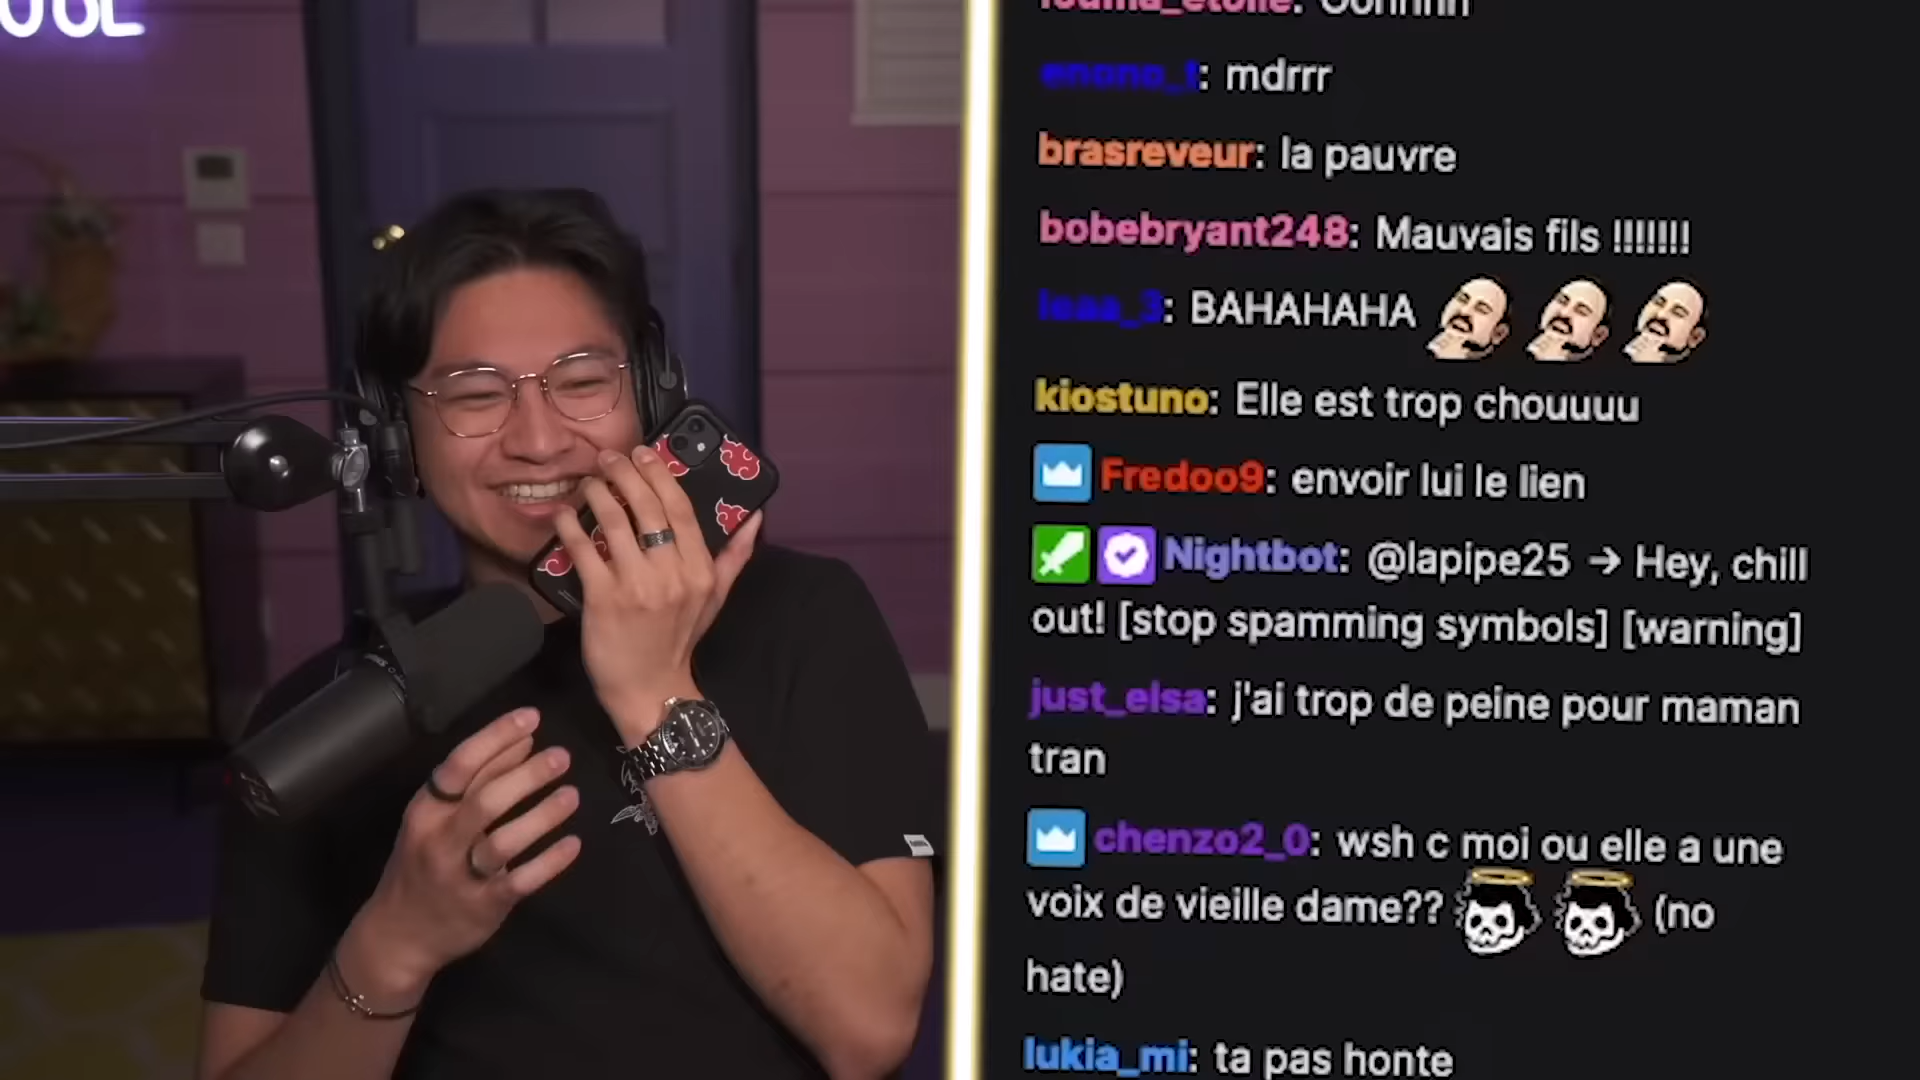 enono_t: mdrrr
brasreveur: la pauvre
bobebryant248: Mauvais fils !!!!!!!
leaa_3: BAHAHAHA
kiostuno: Elle est trop chouuuu
Fredoo9: envoir lui le lien
Nightbot: @lapipe25 → Hey, chill
out! [stop spamming symbols] [warning]
just_elsa: j'ai trop de peine pour maman
tran
chenzo2_0: wsh c moi ou elle a une
voix de vieille dame?? (no
hate)
lukia_mi: ta pas honte